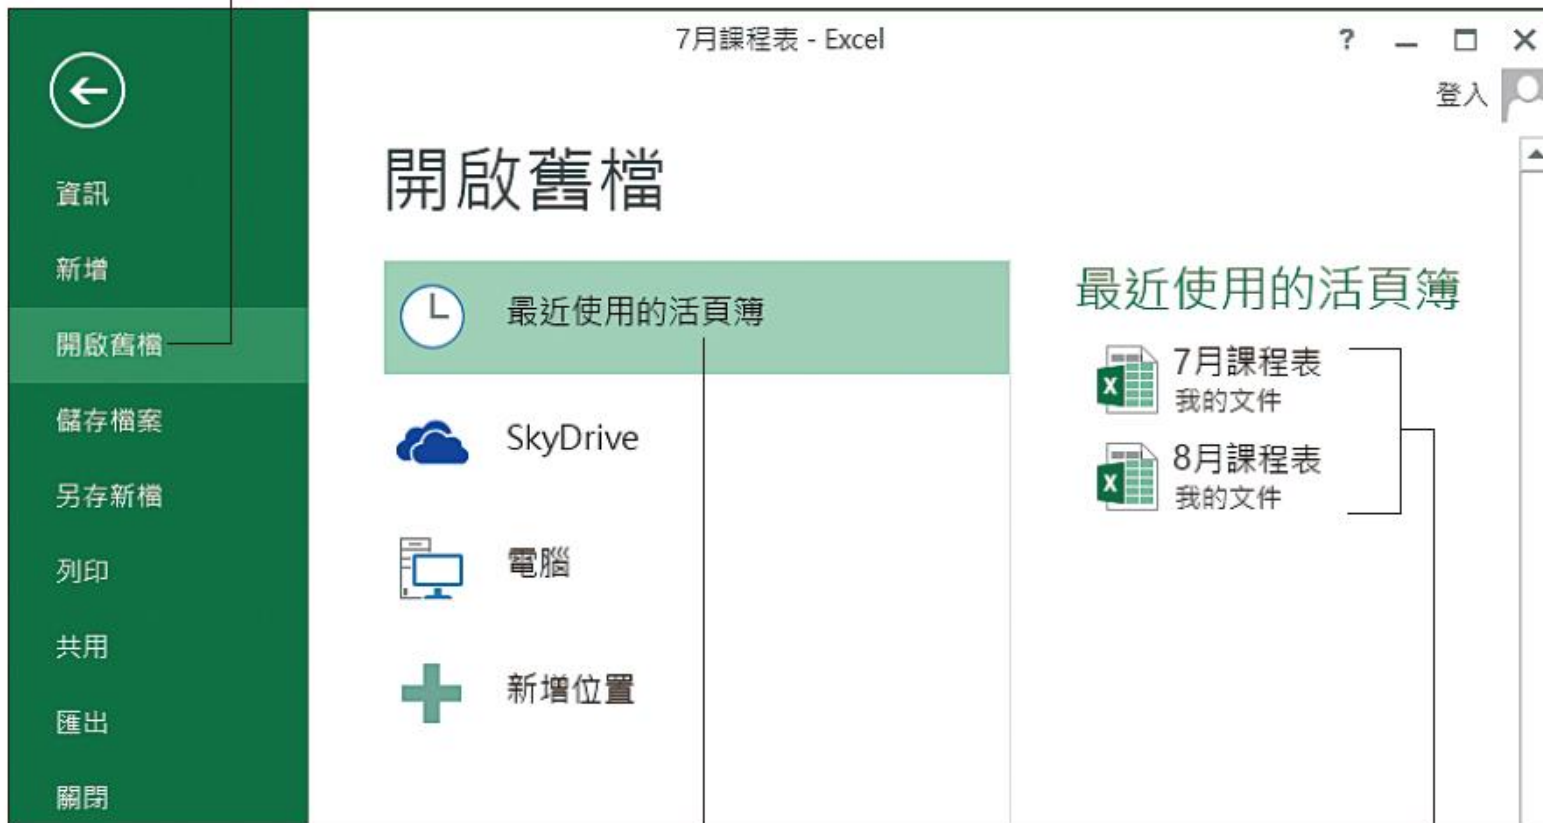 7月課程表 - Excel
?
登入
資訊
新增
開啟舊檔
儲存檔案
另存新檔
列印
共用
匯出
關閉
開啟舊檔
最近使用的活頁簿
SkyDrive
電腦
新增位置
最近使用的活頁簿
7月課程表
我的文件
8月課程表
我的文件